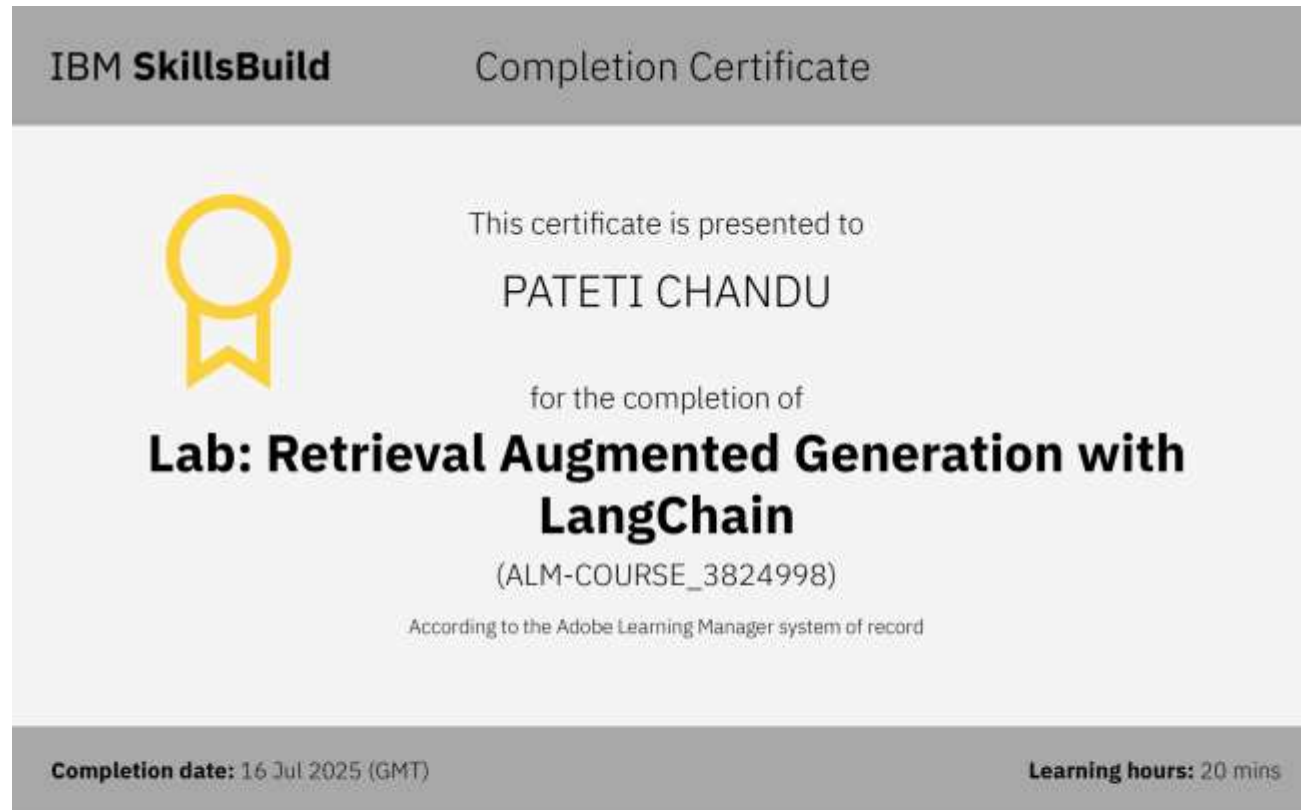 IBM SkillsBuild
Completion Certificate
This certificate is presented to
PATETI CHANDU
for the completion of
Lab: Retrieval Augmented Generation with
LangChain
(ALM-COURSE_3824998)
According to the Adobe Learning Manager system of record
Completion date: 16 Jul 2025 (GMT)
Learning hours: 20 mins